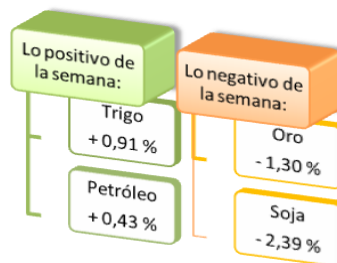 Lo positivo de
la semana:
Trigo
+ 0,91 %
Petróleo
+ 0,43 %
Lo negativo de
la semana:
Oro
- 1,30 %
Soja
- 2,39 %